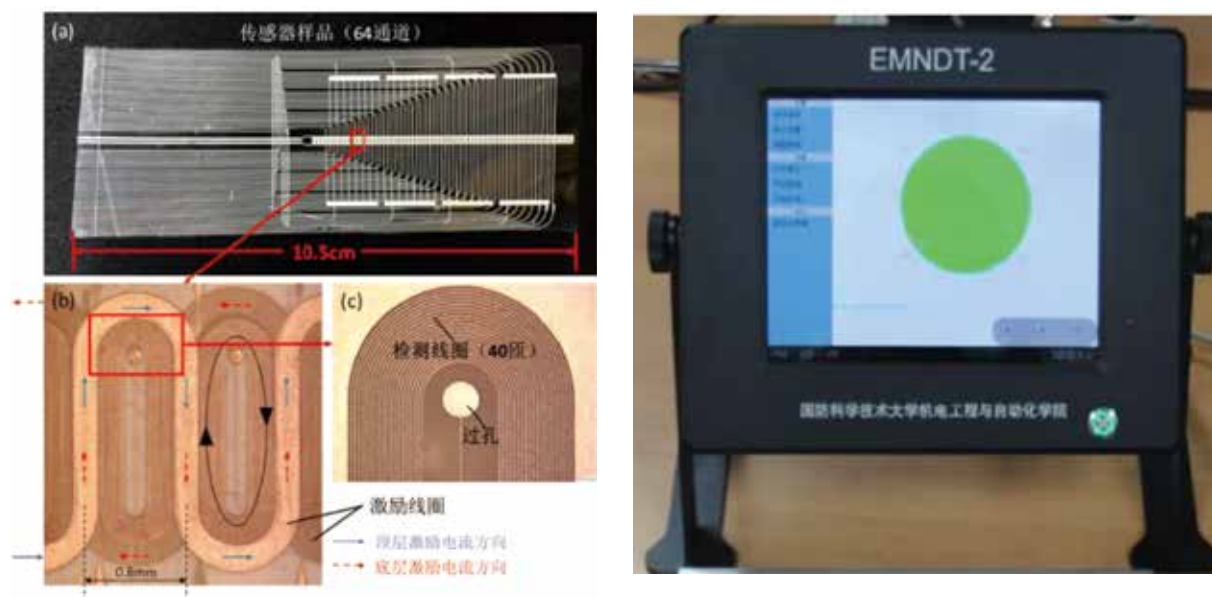 (a)
传感器样品（64通道）
10.5cm
(b)
(c)
检测线圈（40匝）
过孔
激励线圈
顶层激励电流方向
底层激励电流方向
0.8mm
EMNDT-2
国防科学技术大学机电工程与自动化学院